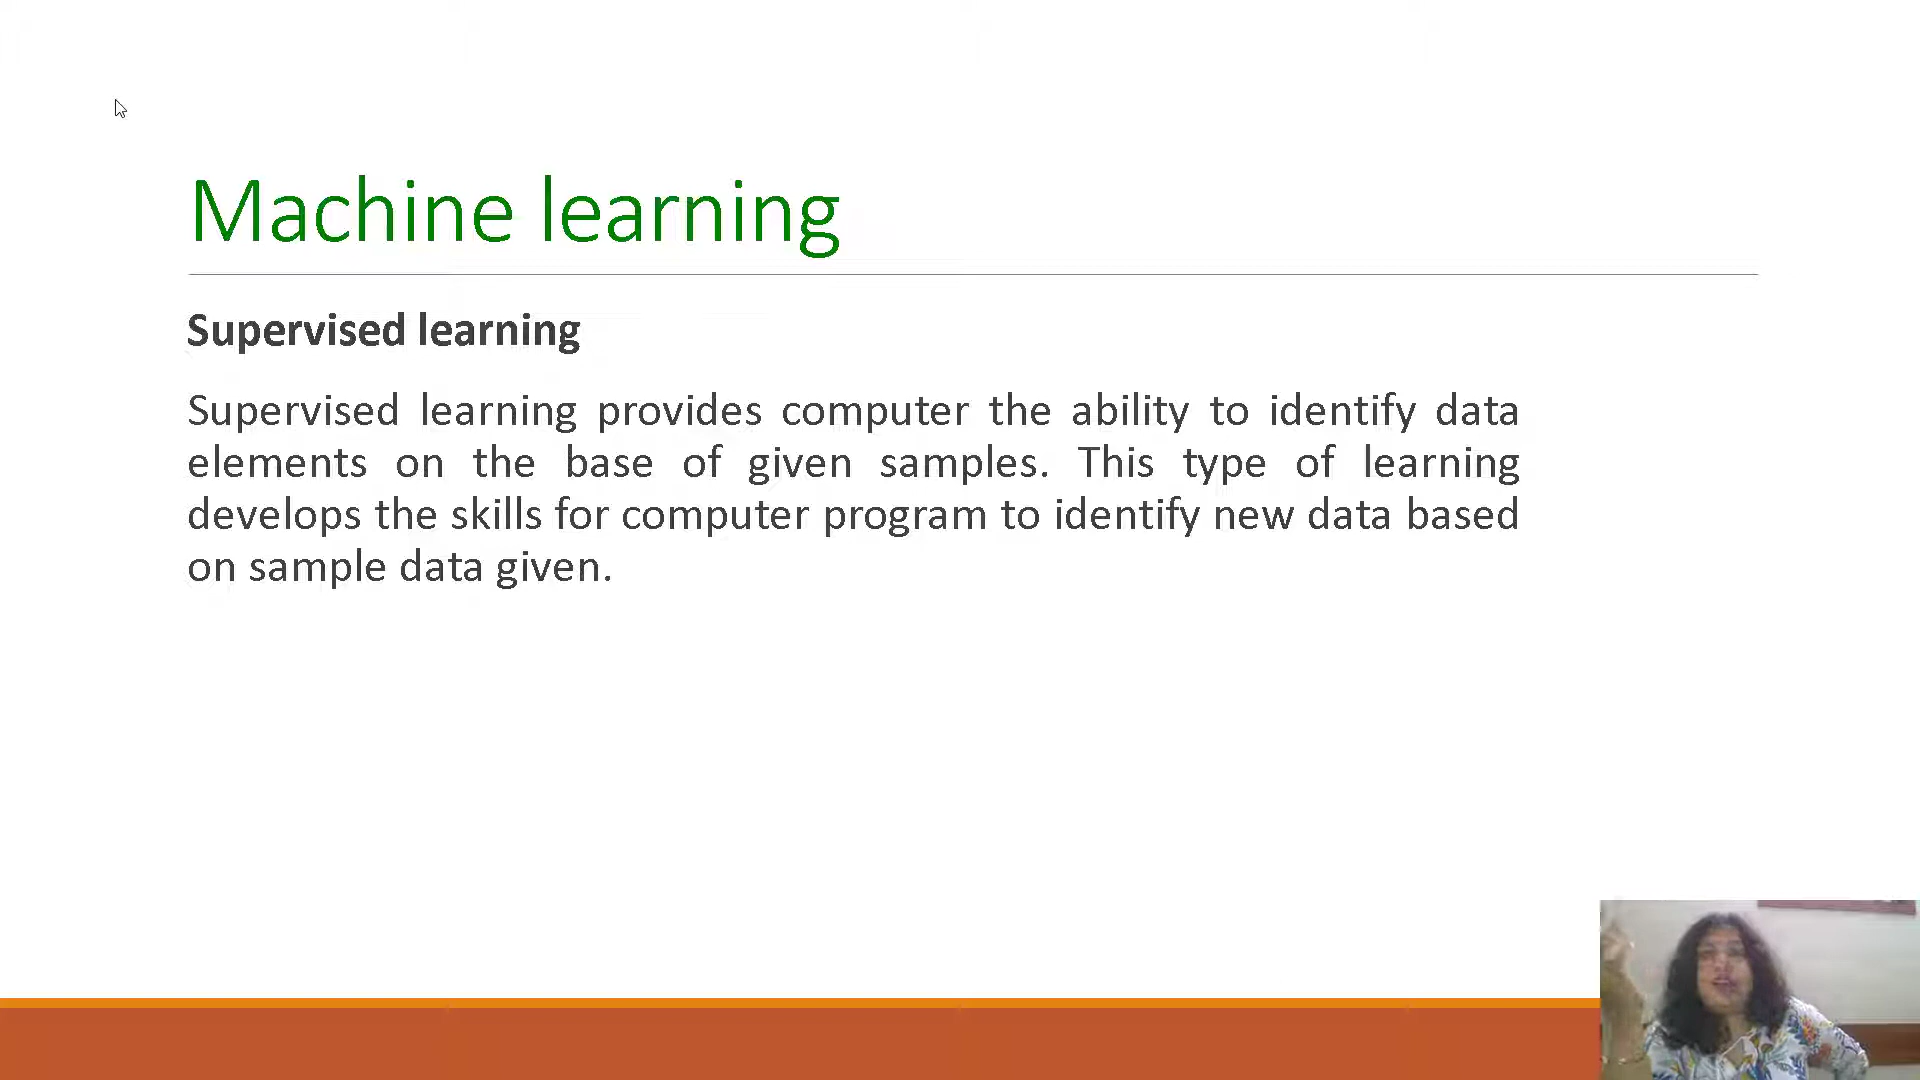 Machine learning
Supervised learning
Supervised learning provides computer the ability to identify data
elements on the base of given samples. This type of learning
develops the skills for computer program to identify new data based
on sample data given.